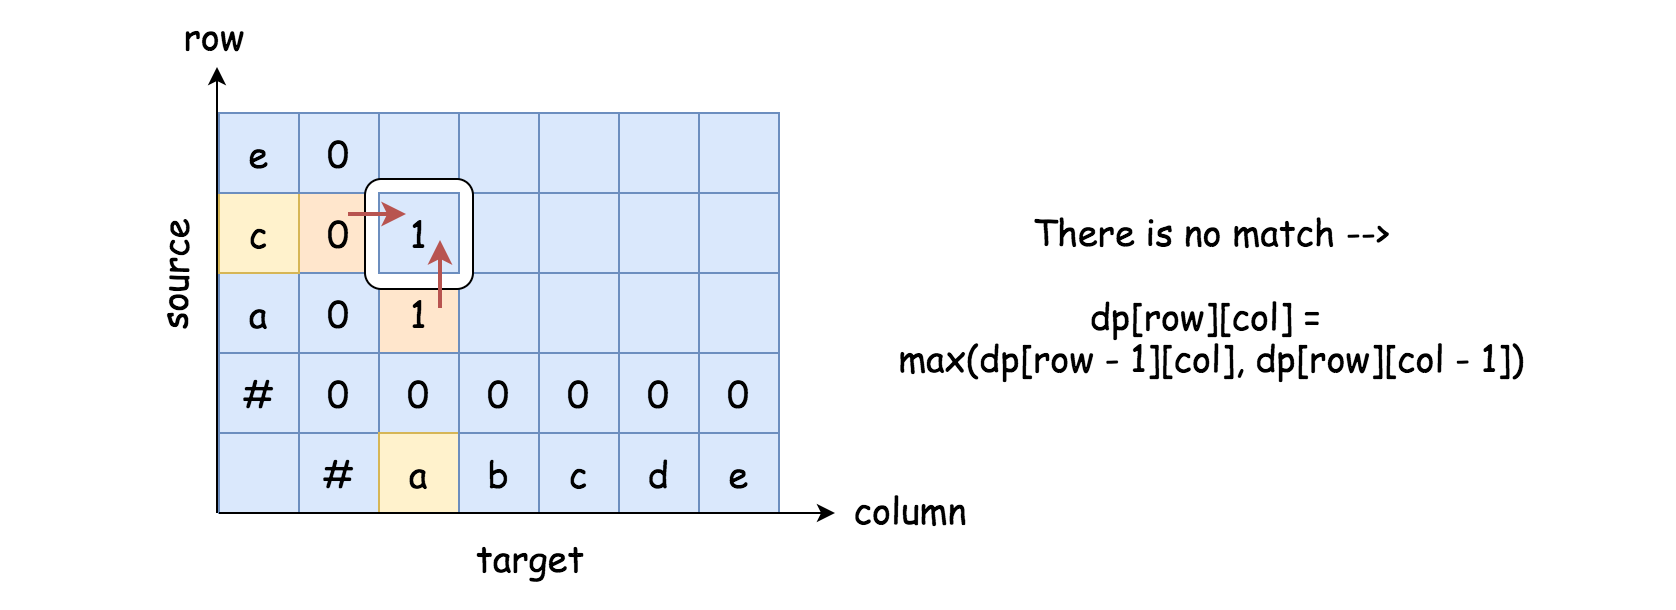 row
e 0
c 0 1
a 0 1
# 0 0 0 0 0 0
# a b c d e
source
column
target
There is no match -->
dp[row][col] =
max(dp[row - 1][col], dp[row][col - 1])